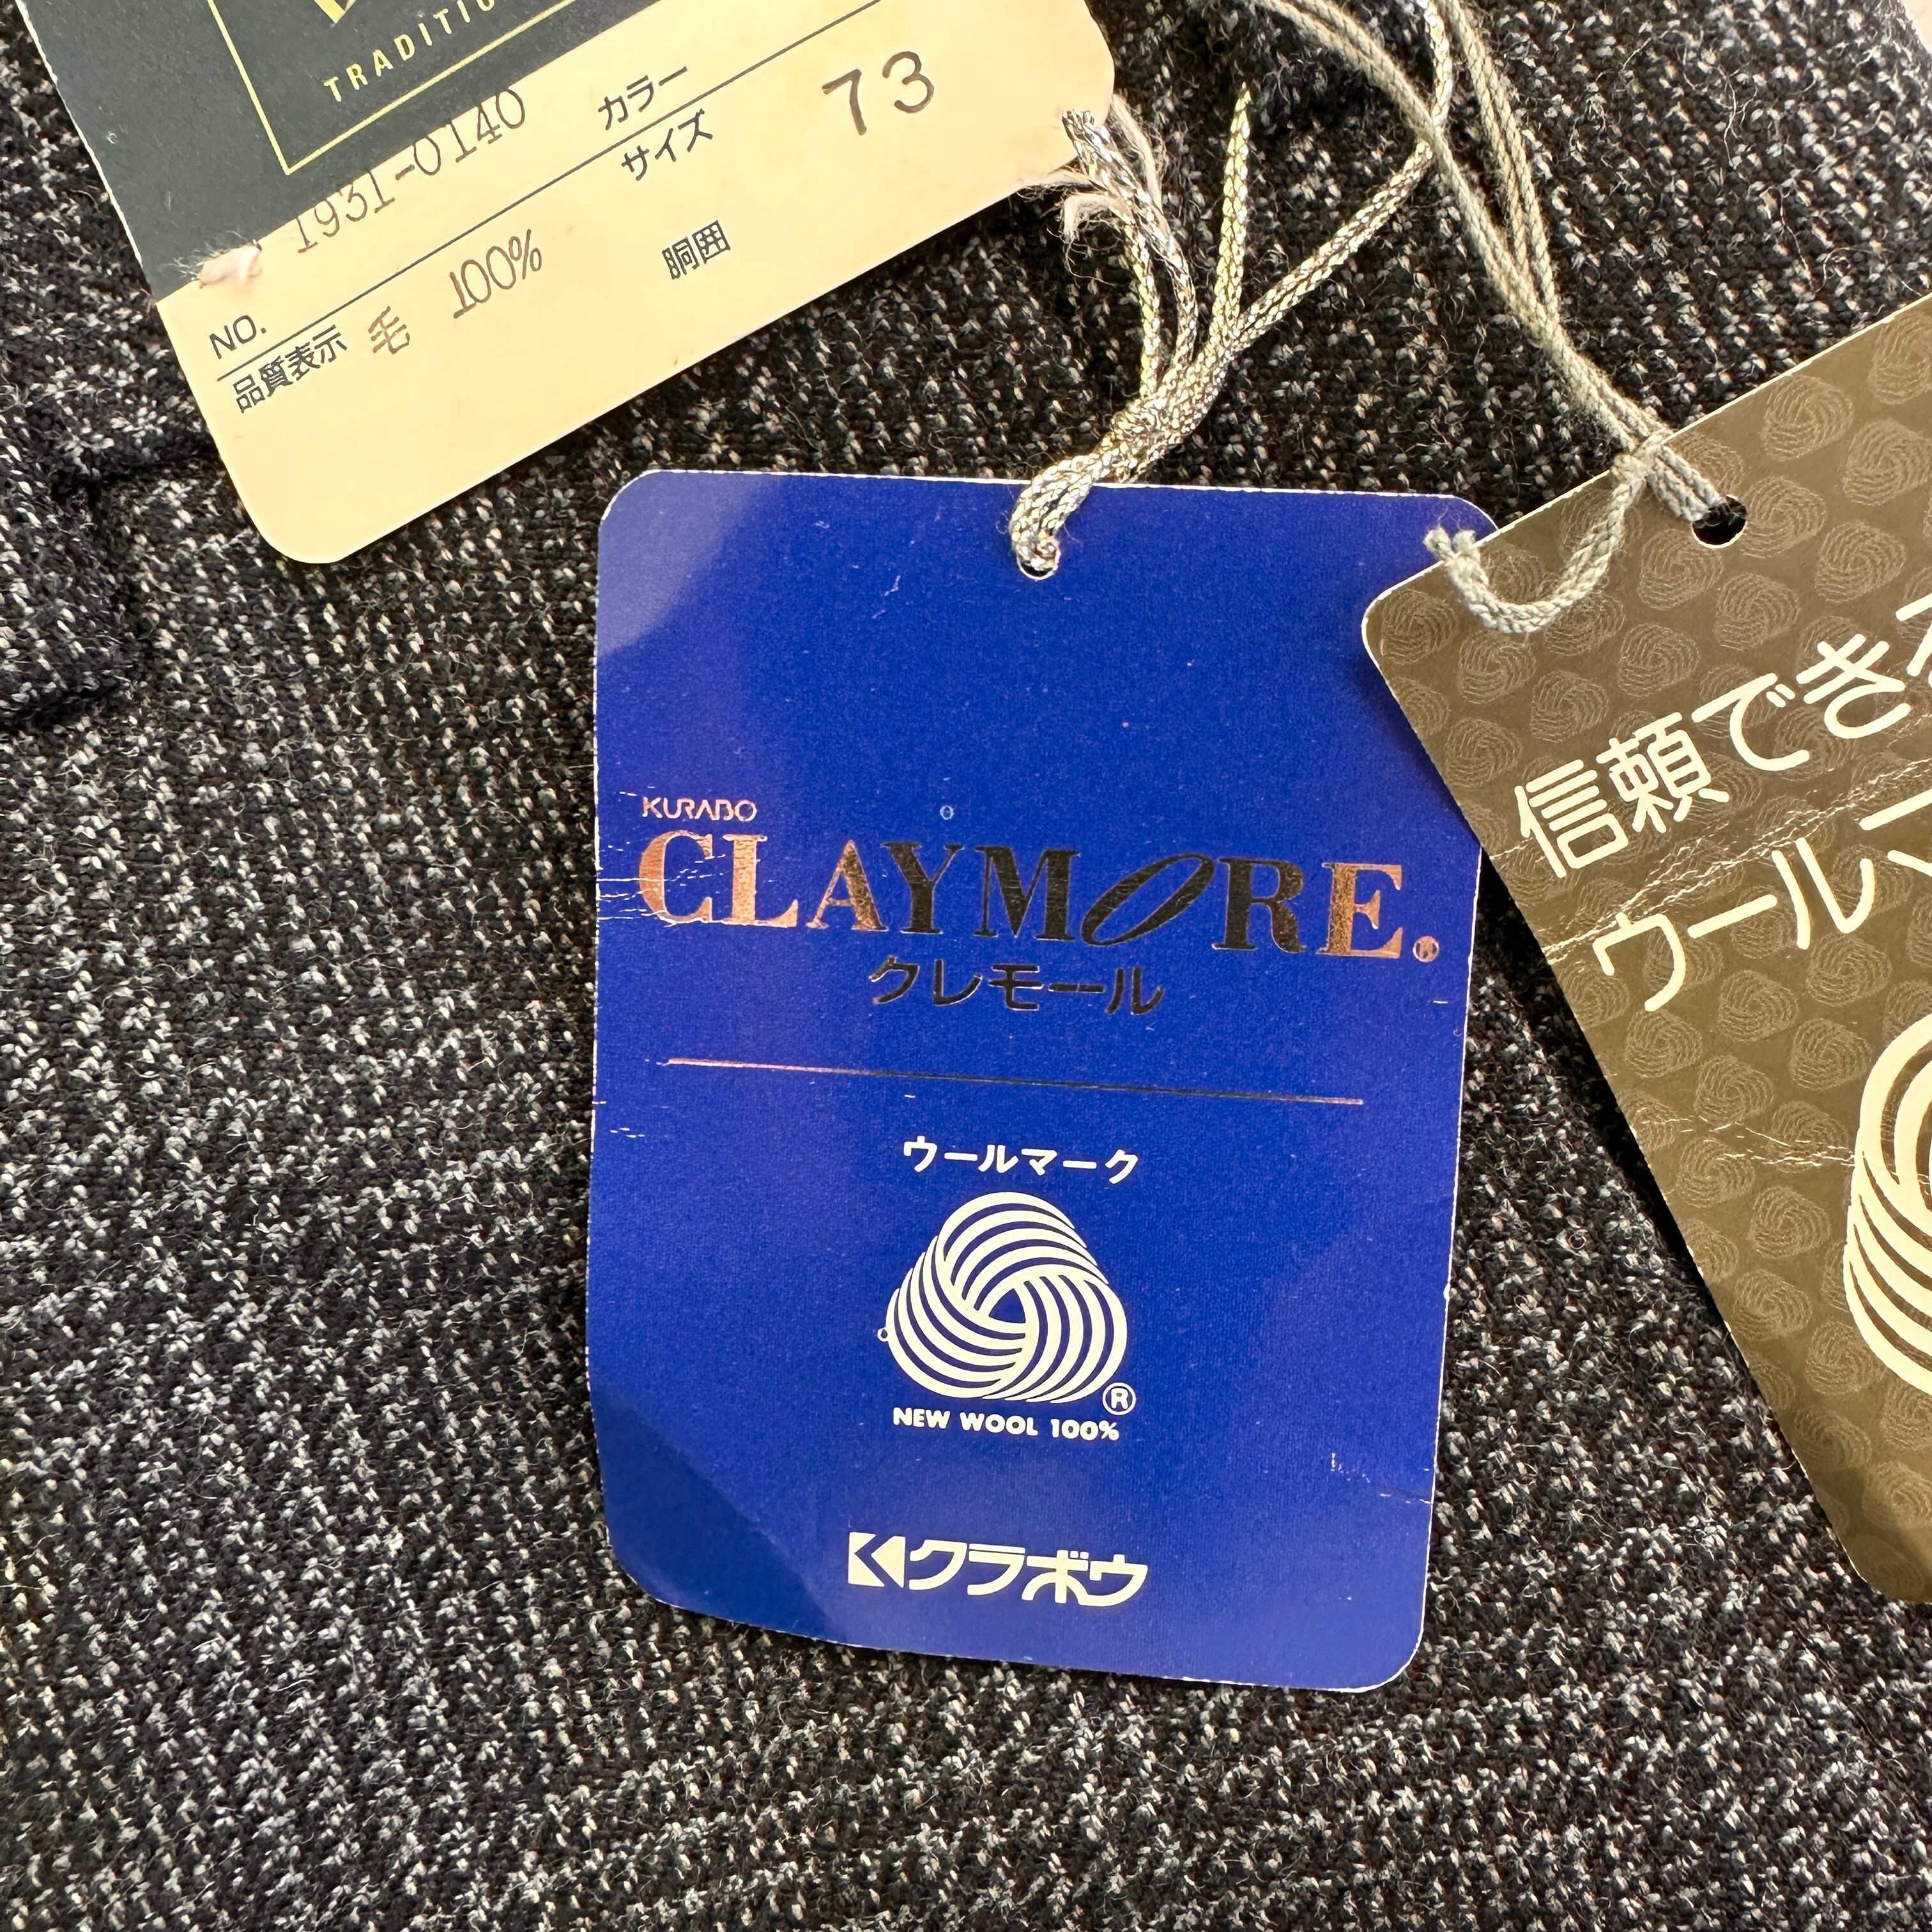 NO. 1931-0140
カラー
品質表示 毛 100%
サイズ 73
胴囲
KURABO
CLAYMORE.
クレモール
ウールマーク
®
NEW WOOL 100%
クラボウ
信頼でき
ウール